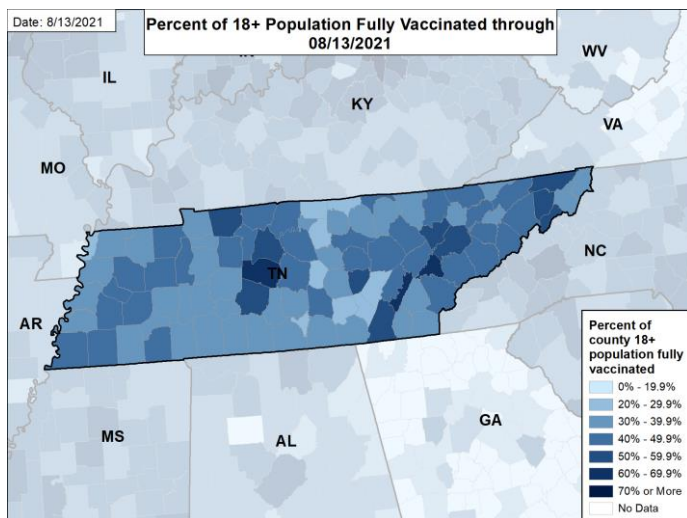 Date: 8/13/2021
Percent of 18+ Population Fully Vaccinated through
08/13/2021
IL
WV
KY
VA
MO
TN
NC
AR
MS
AL
GA
Percent of
county 18+
population fully
vaccinated
0% - 19.9%
20% - 29.9%
30% - 39.9%
40% - 49.9%
50% - 59.9%
60% - 69.9%
70% or More
No Data